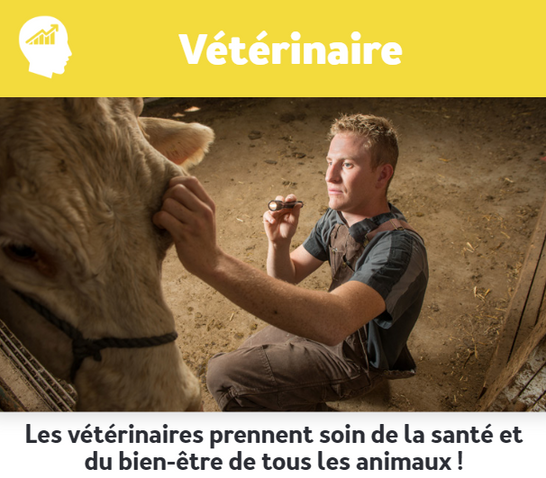 Vétérinaire
Les vétérinaires prennent soin de la santé et
du bien-être de tous les animaux !